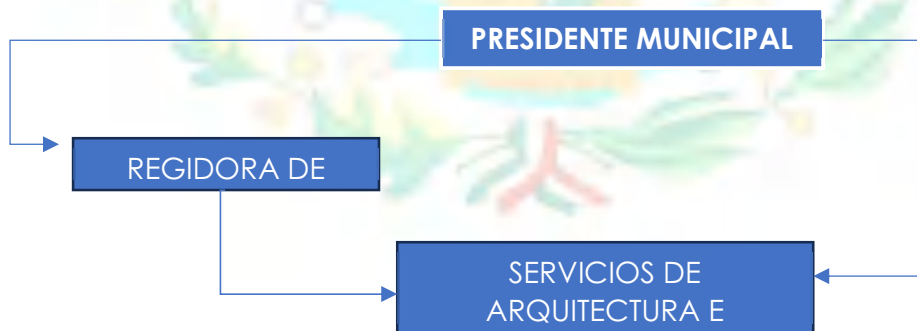 PRESIDENTE MUNICIPAL
REGIDORA DE
SERVICIOS DE
ARQUITECTURA E